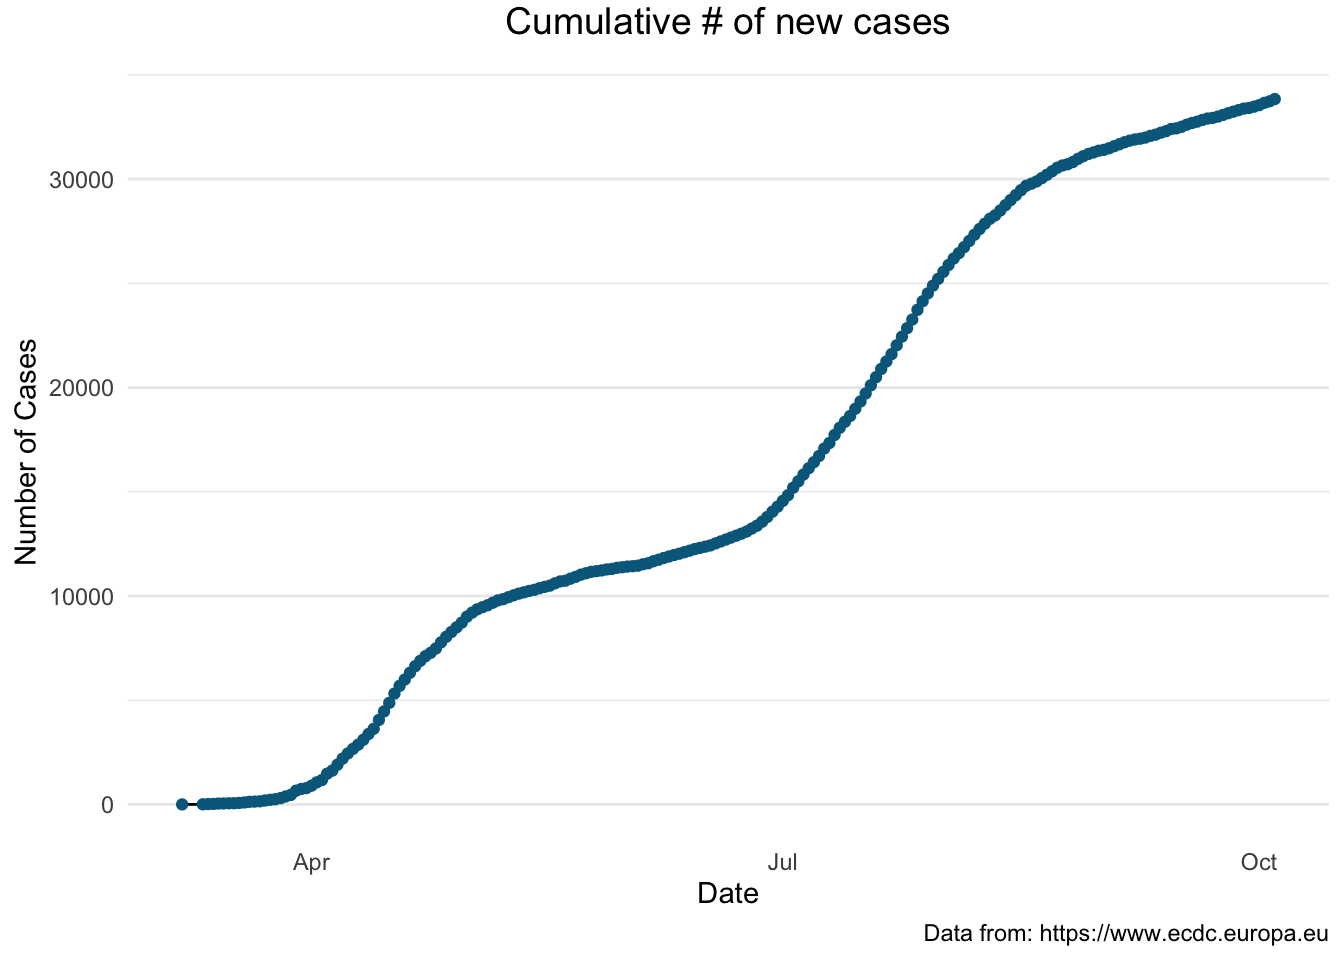 Cumulative # of new cases
Number of Cases
30000
20000
10000
0
Apr
Jul
Oct
Date
Data from: https://www.ecdc.europa.eu